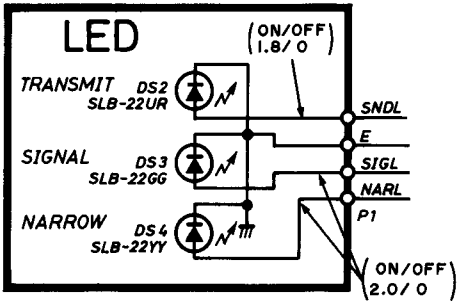 LED
(ON/OFF)
1.8/0
TRANSMIT
DS2
SLB-22UR
SNDL
E
SIGNAL
DS3
SLB-22GG
SIGL
NARL
NARROW
DS4
SLB-22YY
P1
(ON/OFF)
2.0/0